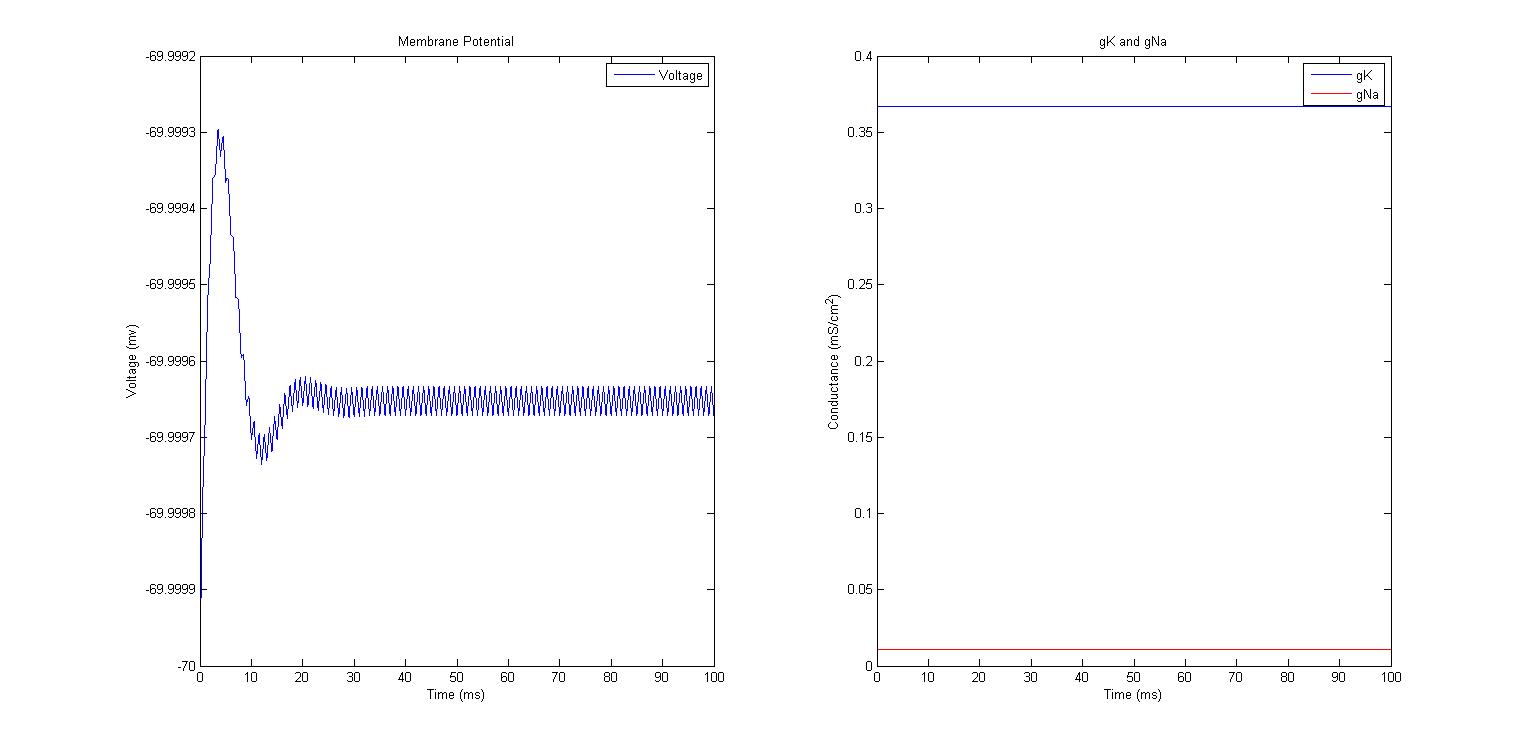 Membrane Potential
Voltage
-69.9992
-69.9993
-69.9994
-69.9995
-69.9996
-69.9997
-69.9998
-69.9999
-70
Voltage (mv)
0 10 20 30 40 50 60 70 80 90 100
Time (ms)
gK and gNa
gK
gNa
0.4
0.35
0.3
0.25
0.2
0.15
0.1
0.05
0
Conductance (mS/cm²)
0 10 20 30 40 50 60 70 80 90 100
Time (ms)